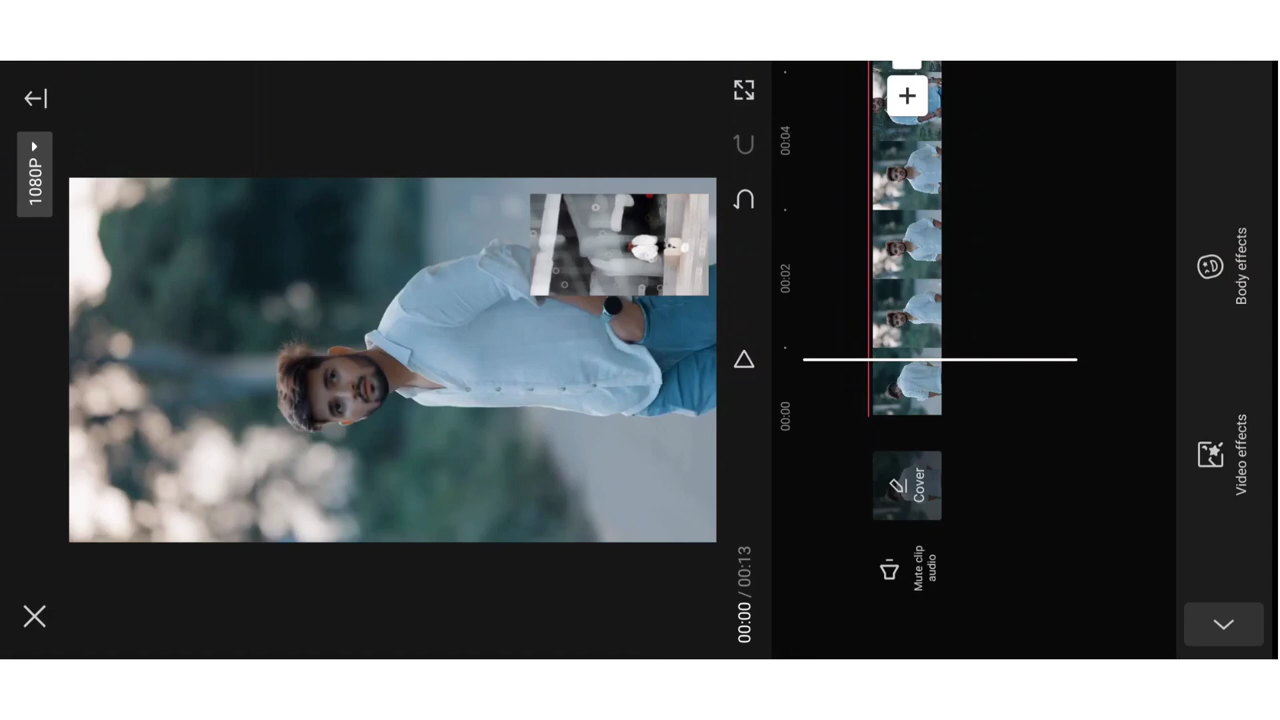 1080P
00:00 / 00:13
00:00
00:02
00:04
Mute clip
audio
Cover
Video effects
Body effects